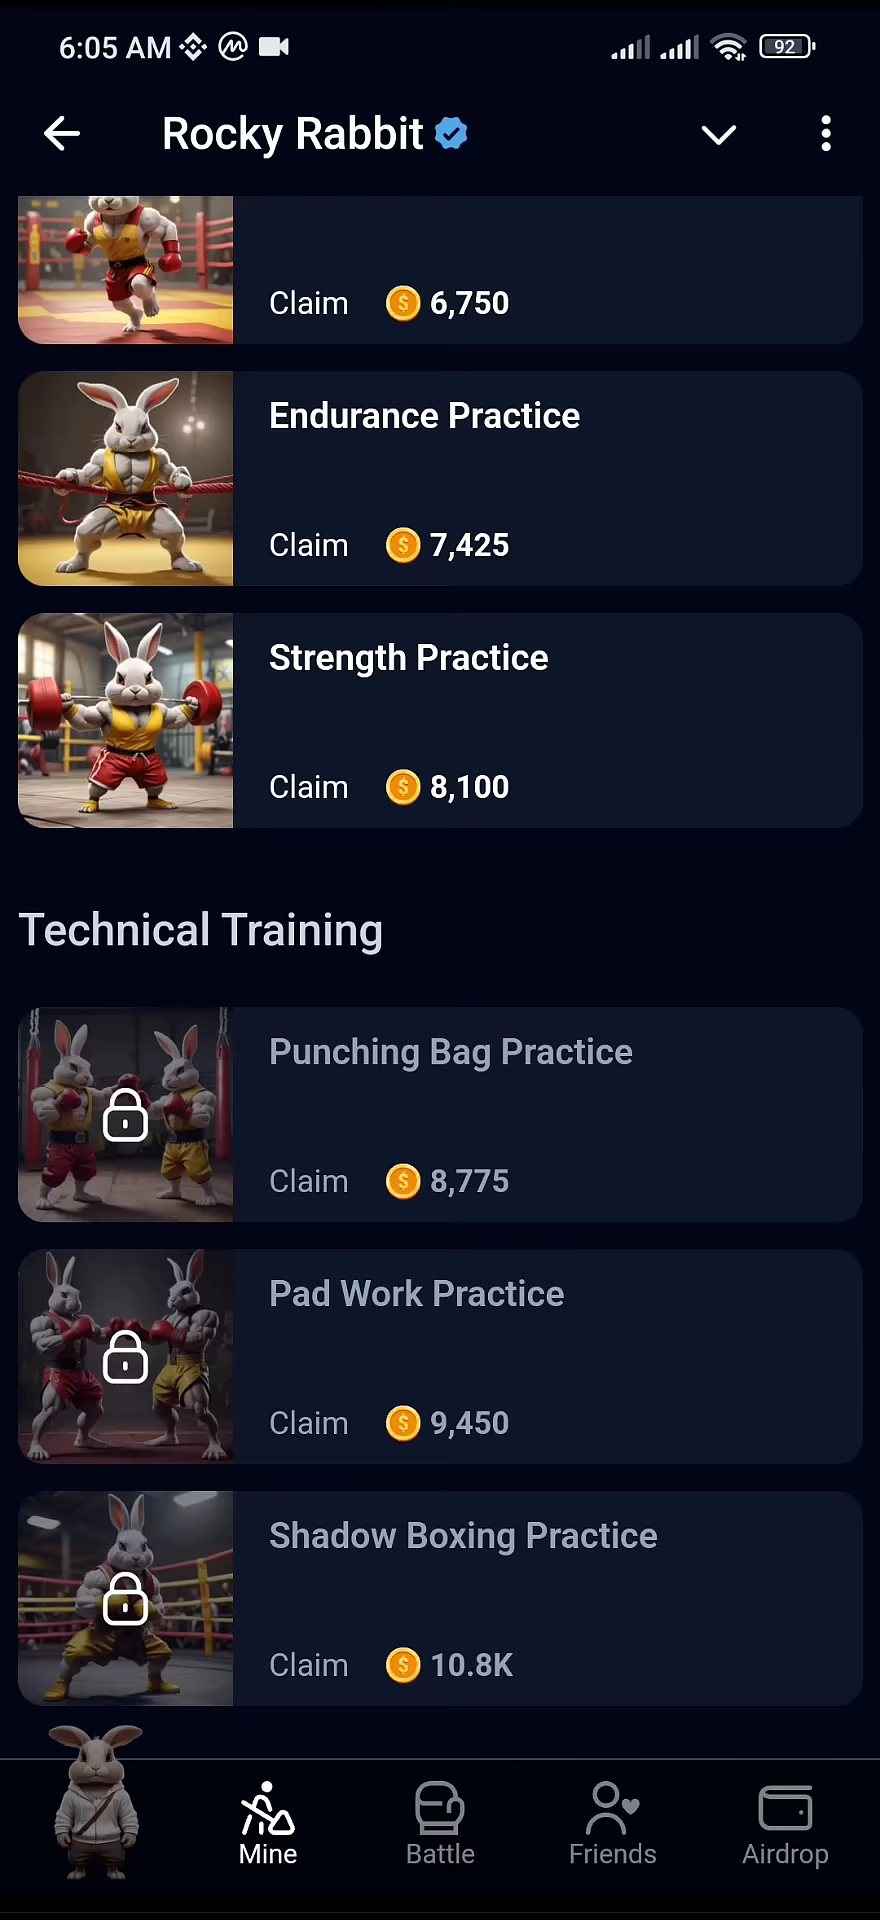 6:05 AM
92
Rocky Rabbit
Claim 6,750
Endurance Practice
Claim 7,425
Strength Practice
Claim 8,100
Technical Training
Punching Bag Practice
Claim 8,775
Pad Work Practice
Claim 9,450
Shadow Boxing Practice
Claim 10.8K
Mine
Battle
Friends
Airdrop